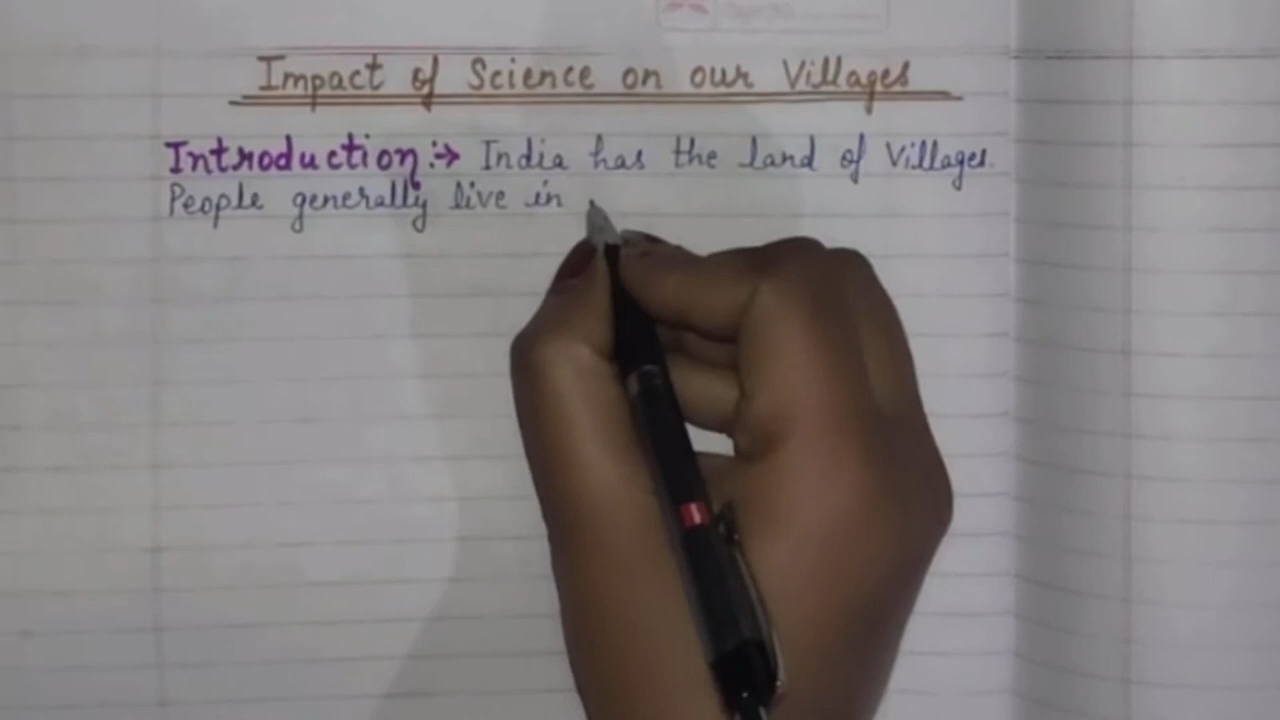 Impact of Science on our Villages
Introduction:→ India has the land of Villages.
People generally live in